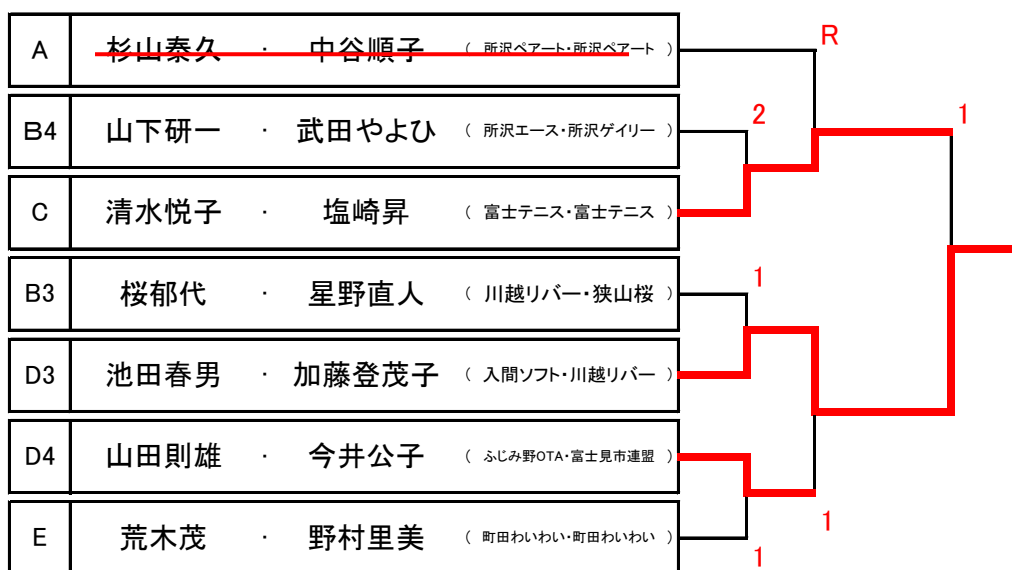 A 杉山泰久 ・ 中谷順子 （ 所沢ペアート・所沢ペアート ）
R
B4 山下研一 ・ 武田やよひ （ 所沢エース・所沢ゲイリー ）
2
1
C 清水悦子 ・ 塩崎昇 （ 富士テニス・富士テニス ）
B3 桜郁代 ・ 星野直人 （ 川越リバー・狭山桜 ）
1
D3 池田春男 ・ 加藤登茂子 （ 入間ソフト・川越リバー ）
D4 山田則雄 ・ 今井公子 （ ふじみ野OTA・富士見市連盟 ）
1
E 荒木茂 ・ 野村里美 （ 町田わいわい・町田わいわい ）
1